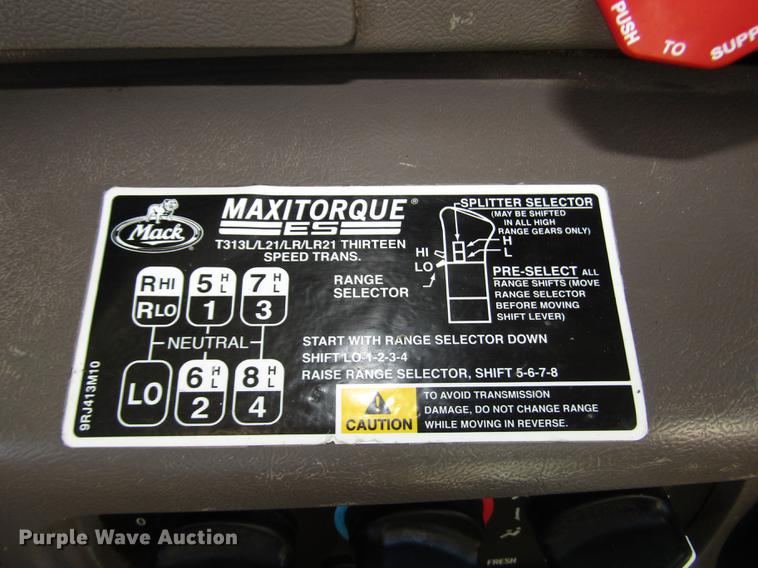 PUSH TO SUPP
Mack
MAXITORQUE®
ES
T313L/L21/LR/LR21 THIRTEEN
SPEED TRANS.
SPLITTER SELECTOR
(MAY BE SHIFTED
IN ALL HIGH
RANGE GEARS ONLY)
H
L
HI
LO
RANGE
SELECTOR
PRE-SELECT ALL
RANGE SHIFTS (MOVE
RANGE SELECTOR
BEFORE MOVING
SHIFT LEVER)
R HI 5 H L 7 H L
R LO 1 3
NEUTRAL
LO 6 H L 8 H L
2 4
START WITH RANGE SELECTOR DOWN
SHIFT LO-1-2-3-4
RAISE RANGE SELECTOR, SHIFT 5-6-7-8
CAUTION
TO AVOID TRANSMISSION
DAMAGE, DO NOT CHANGE RANGE
WHILE MOVING IN REVERSE.
9RJ413M10
0
FRESH
Purple Wave Auction